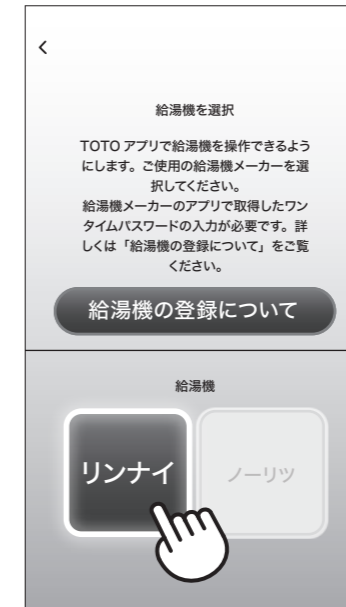 給湯機を選択
TOTO アプリで給湯機を操作できるよう
にします。ご使用の給湯機メーカーを選
択してください。
給湯機メーカーのアプリで取得したワン
タイムパスワードの入力が必要です。詳
しくは「給湯機の登録について」をご覧
ください。
給湯機の登録について
給湯機
リンナイ
ノーリツ